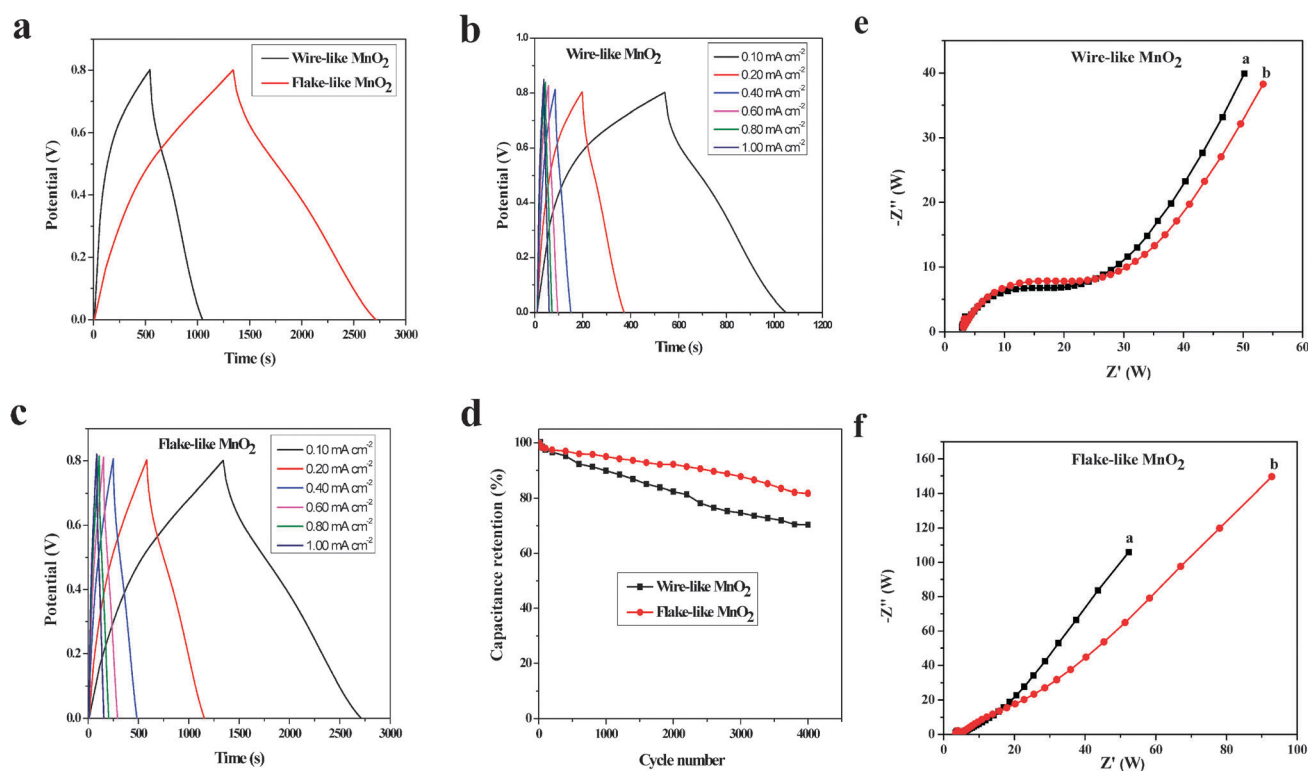 a
Wire-like MnO2
Flake-like MnO2
Potential (V)
0.8
0.6
0.4
0.2
0.0
0 500 1000 1500 2000 2500 3000
Time (s)
b
Wire-like MnO2
0.10 mA cm-2
0.20 mA cm-2
0.40 mA cm-2
0.60 mA cm-2
0.80 mA cm-2
1.00 mA cm-2
Potential (V)
1.0
0.8
0.6
0.4
0.2
0.0
0 200 400 600 800 1000 1200
Time (s)
e
Wire-like MnO2
a
b
-Z'' (W)
40
30
20
10
0
0 10 20 30 40 50 60
Z' (W)
c
Flake-like MnO2
0.10 mA cm-2
0.20 mA cm-2
0.40 mA cm-2
0.60 mA cm-2
0.80 mA cm-2
1.00 mA cm-2
Potential (V)
0.8
0.6
0.4
0.2
0.0
0 500 1000 1500 2000 2500 3000
Time (s)
d
Wire-like MnO2
Flake-like MnO2
Capacitance retention (%)
100
80
60
40
20
0
0 1000 2000 3000 4000
Cycle number
f
Flake-like MnO2
a
b
-Z'' (W)
160
140
120
100
80
60
40
20
0
0 20 40 60 80 100
Z' (W)